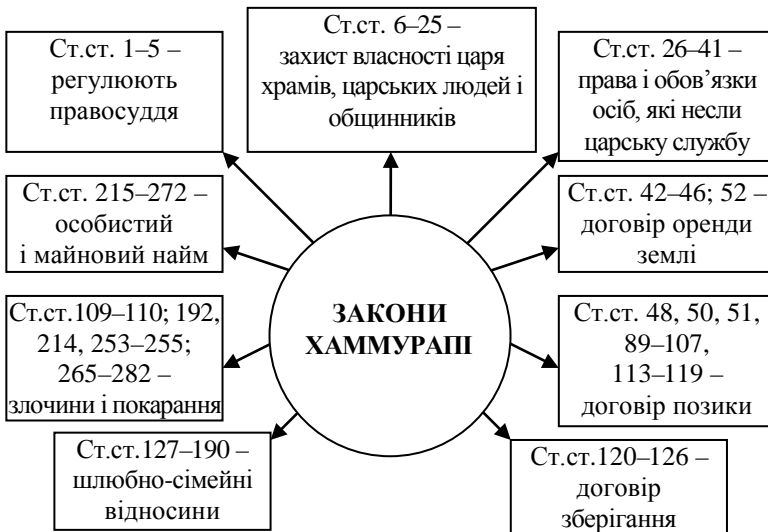 Ст.ст. 1–5 –
регулюють
правосуддя
Ст.ст. 6–25 –
захист власності царя
храмів, царських людей і
общинників
Ст.ст. 26–41 –
права і обов’язки
осіб, які несли
царську службу
Ст.ст. 215–272 –
особистий
і майновий найм
Ст.ст. 42–46; 52 –
договір оренди
землі
ЗАКОНИ
ХАММУРАПІ
Ст.ст.109–110; 192,
214, 253–255;
265–282 –
злочини і покарання
Ст.ст. 48, 50, 51,
89–107,
113–119 –
договір позики
Ст.ст.127–190 –
шлюбно-сімейні
відносини
Ст.ст.120–126 –
договір
зберігання